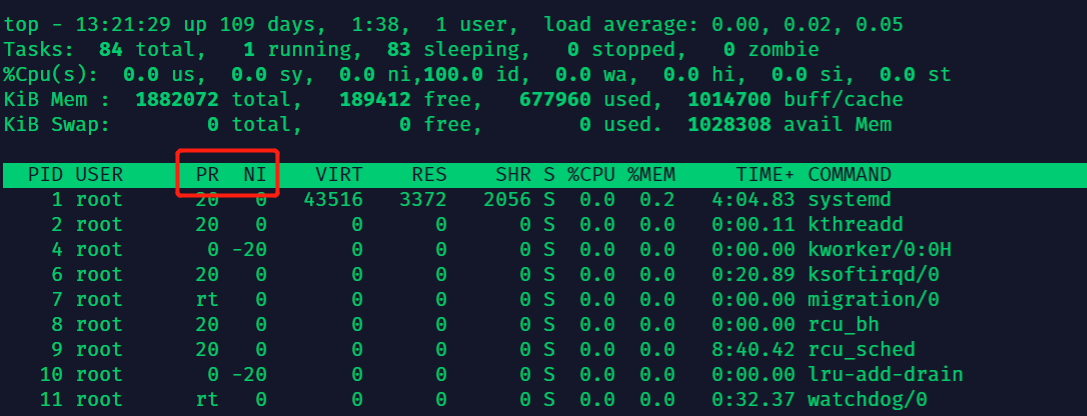 top - 13:21:29 up 109 days,  1:38,  1 user,  load average: 0.00, 0.02, 0.05
Tasks:  84 total,   1 running,  83 sleeping,   0 stopped,   0 zombie
%Cpu(s):  0.0 us,  0.0 sy,  0.0 ni,100.0 id,  0.0 wa,  0.0 hi,  0.0 si,  0.0 st
KiB Mem :  1882072 total,   189412 free,   677960 used,  1014700 buff/cache
KiB Swap:        0 total,        0 free,        0 used.  1028308 avail Mem
  PID USER      PR  NI    VIRT    RES    SHR S %CPU %MEM     TIME+ COMMAND
    1 root      20   0   43516   3372   2056 S  0.0  0.2   4:04.83 systemd
    2 root      20   0       0      0      0 S  0.0  0.0   0:00.11 kthreadd
    4 root       0 -20       0      0      0 S  0.0  0.0   0:00.00 kworker/0:0H
    6 root      20   0       0      0      0 S  0.0  0.0   0:20.89 ksoftirqd/0
    7 root      rt   0       0      0      0 S  0.0  0.0   0:00.00 migration/0
    8 root      20   0       0      0      0 S  0.0  0.0   0:00.00 rcu_bh
    9 root      20   0       0      0      0 S  0.0  0.0   8:40.42 rcu_sched
   10 root       0 -20       0      0      0 S  0.0  0.0   0:00.00 lru-add-drain
   11 root      rt   0       0      0      0 S  0.0  0.0   0:32.37 watchdog/0